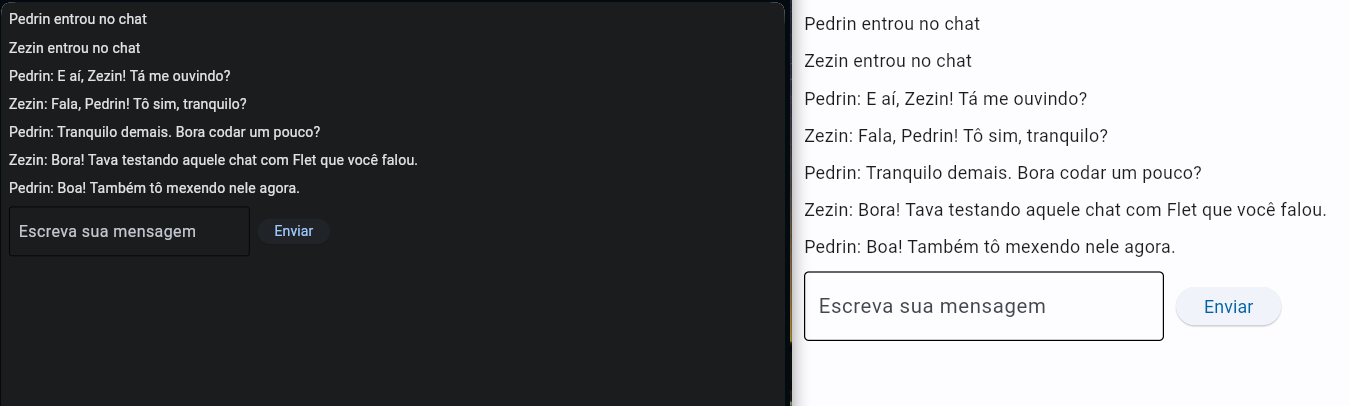 Pedrin entrou no chat
Zezin entrou no chat
Pedrin: E aí, Zezin! Tá me ouvindo?
Zezin: Fala, Pedrin! Tô sim, tranquilo?
Pedrin: Tranquilo demais. Bora codar um pouco?
Zezin: Bora! Tava testando aquele chat com Flet que você falou.
Pedrin: Boa! Também tô mexendo nele agora.
Escreva sua mensagem
Enviar
Pedrin entrou no chat
Zezin entrou no chat
Pedrin: E aí, Zezin! Tá me ouvindo?
Zezin: Fala, Pedrin! Tô sim, tranquilo?
Pedrin: Tranquilo demais. Bora codar um pouco?
Zezin: Bora! Tava testando aquele chat com Flet que você falou.
Pedrin: Boa! Também tô mexendo nele agora.
Escreva sua mensagem
Enviar